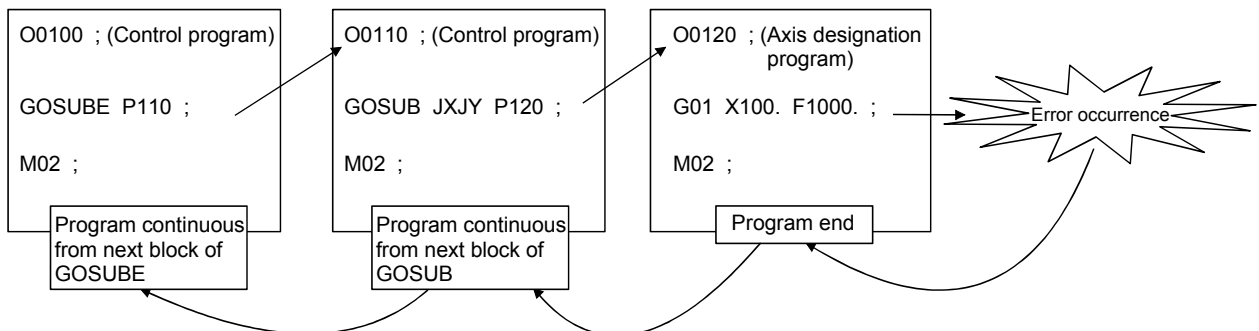 O0100 ; (Control program)
GOSUBE P110 ;
M02 ;
Program continuous
from next block of
GOSUBE
O0110 ; (Control program)
GOSUB JXJY P120 ;
M02 ;
Program continuous
from next block of
GOSUB
O0120 ; (Axis designation
program)
G01 X100. F1000. ;
M02 ;
Program end
Error occurrence